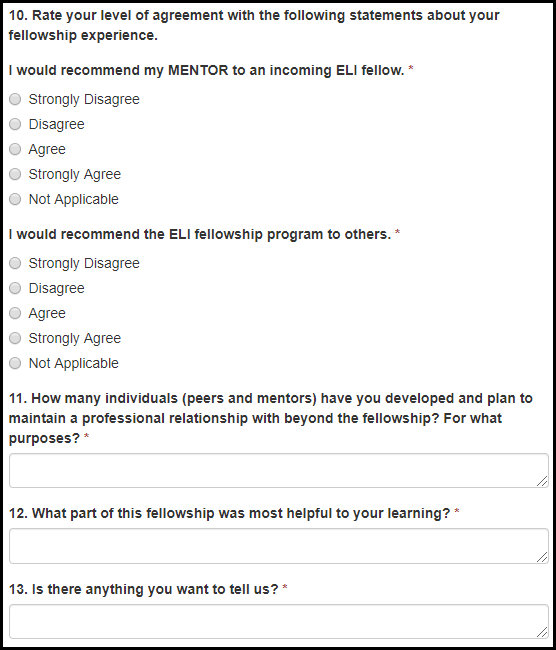 10. Rate your level of agreement with the following statements about your
fellowship experience.
I would recommend my MENTOR to an incoming ELI fellow. *
Strongly Disagree
Disagree
Agree
Strongly Agree
Not Applicable
I would recommend the ELI fellowship program to others. *
Strongly Disagree
Disagree
Agree
Strongly Agree
Not Applicable
11. How many individuals (peers and mentors) have you developed and plan to
maintain a professional relationship with beyond the fellowship? For what
purposes? *
12. What part of this fellowship was most helpful to your learning? *
13. Is there anything you want to tell us? *